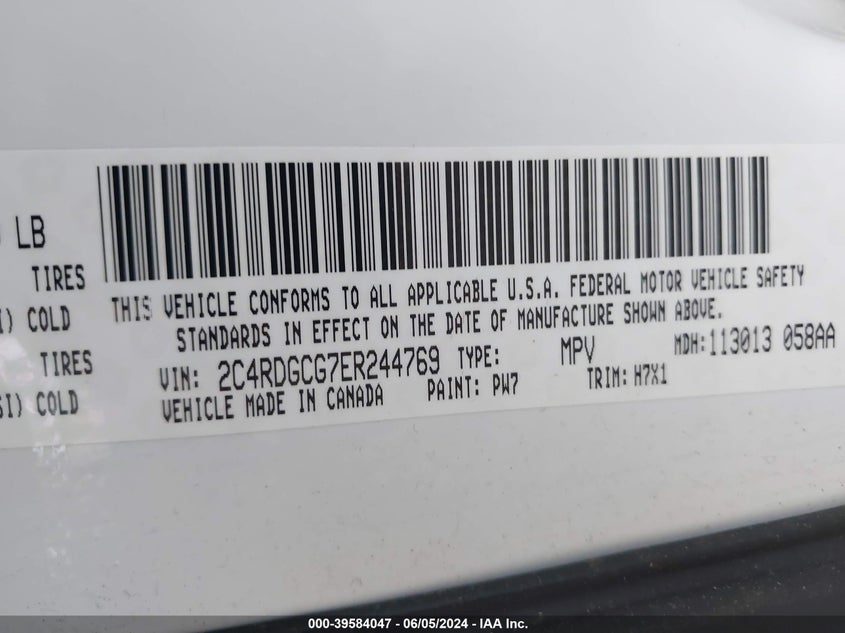 LB
TIRES
COLD
TIRES
SI) COLD
THIS VEHICLE CONFORMS TO ALL APPLICABLE U.S.A. FEDERAL MOTOR VEHICLE SAFETY
STANDARDS IN EFFECT ON THE DATE OF MANUFACTURE SHOWN ABOVE.
VIN: 2C4RDGCG7ER244769 TYPE: MPV MDH:113013 058AA
VEHICLE MADE IN CANADA PAINT: PW7 TRIM: H7X1
000-39584047 - 06/05/2024 - IAA Inc.